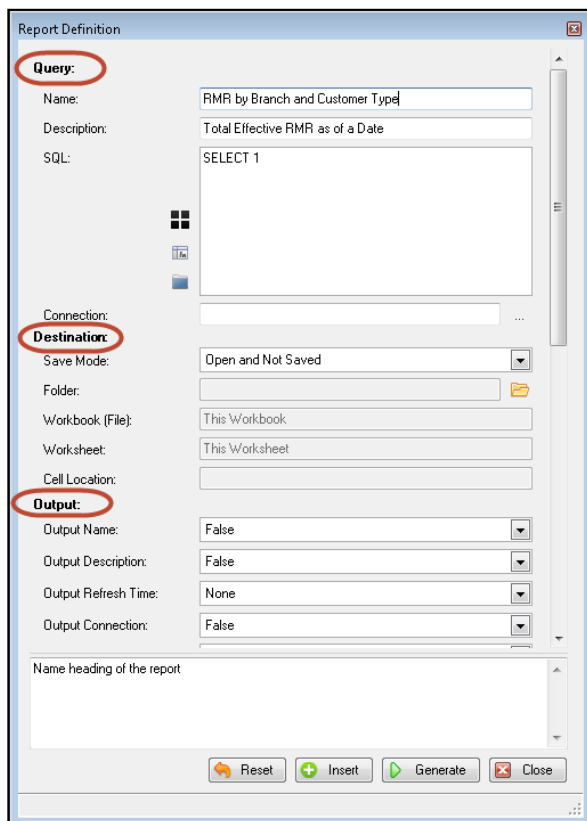 Report Definition
Query:
Name: RMR by Branch and Customer Type
Description: Total Effective RMR as of a Date
SQL: SELECT 1
Connection: ...
Destination:
Save Mode: Open and Not Saved
Folder:
Workbook (File): This Workbook
Worksheet: This Worksheet
Cell Location:
Output:
Output Name: False
Output Description: False
Output Refresh Time: None
Output Connection: False
Name heading of the report
Reset Insert Generate Close